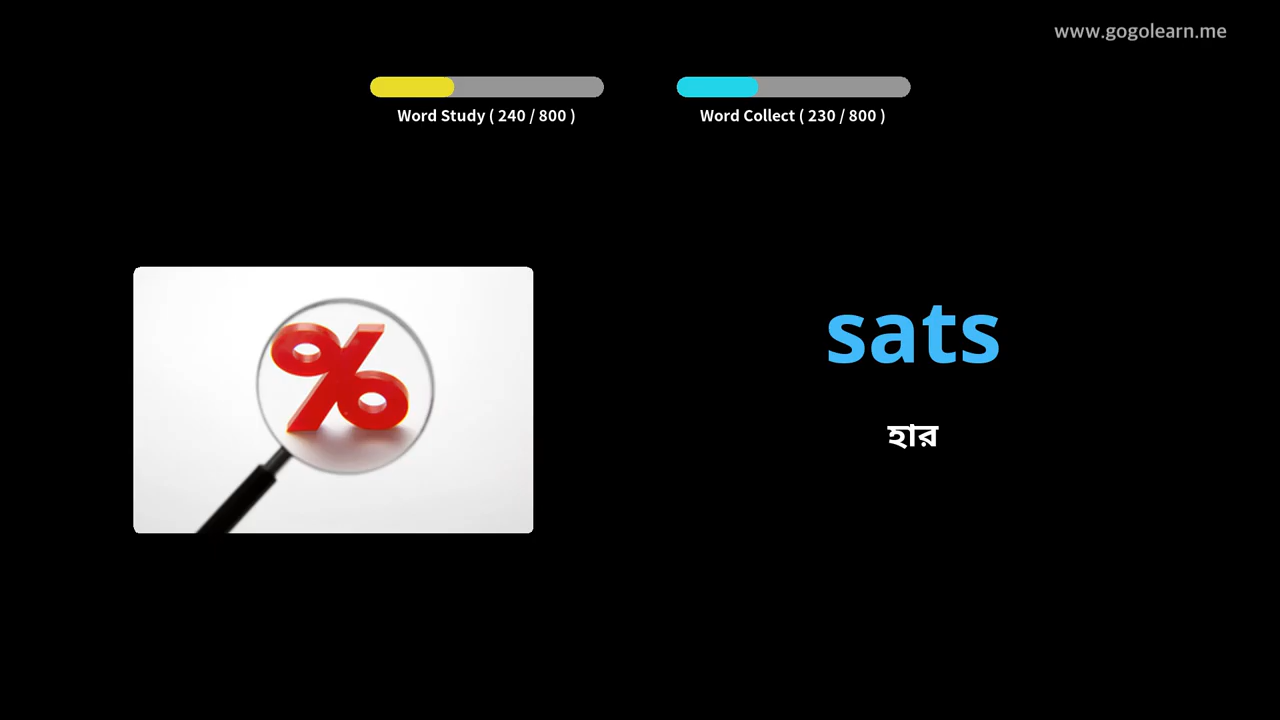 www.gogolearn.me
Word Study ( 240 / 800 )
Word Collect ( 230 / 800 )
%
sats
হার